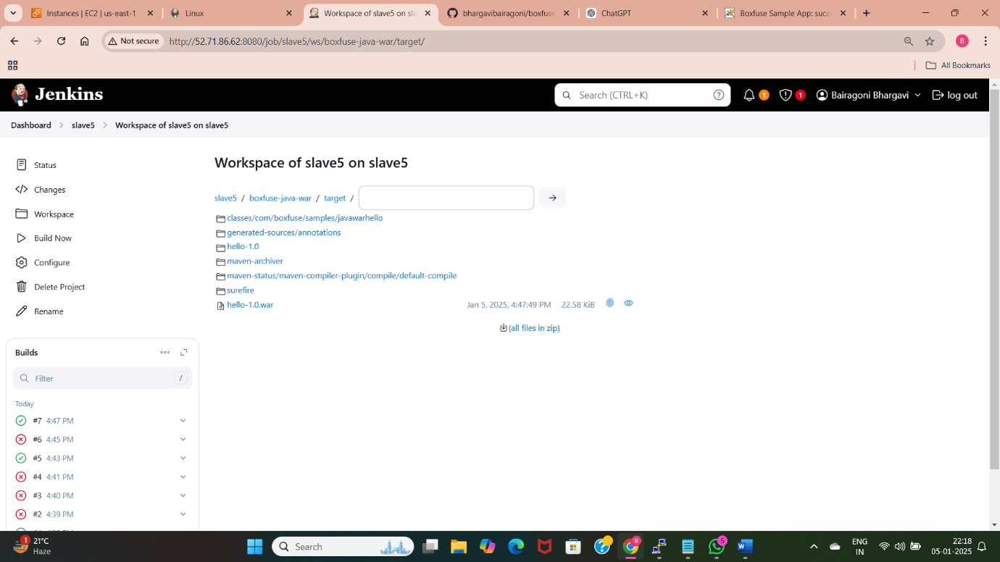 Instances | EC2 | us-east-1
Linux
Workspace of slave5 on sla
bhargavibairagoni/boxfuse
ChatGPT
Boxfuse Sample App: succ
Not secure
http://52.71.86.62:8080/job/slave5/ws/boxfuse-java-war/target/
B
All Bookmarks
Jenkins
Search (CTRL+K)
?
1
1
Bairagoni Bhargavi
log out
Dashboard
slave5
Workspace of slave5 on slave5
Status
Changes
Workspace
Build Now
Configure
Delete Project
Rename
Workspace of slave5 on slave5
slave5 / boxfuse-java-war / target /
classes/com/boxfuse/samples/javawarhello
generated-sources/annotations
hello-1.0
maven-archiver
maven-status/maven-compiler-plugin/compile/default-compile
surefire
hello-1.0.war Jan 5, 2025, 4:47:49 PM 22.58 KiB
(all files in zip)
Builds
Filter
/
Today
#7 4:47 PM
#6 4:45 PM
#5 4:43 PM
#4 4:41 PM
#3 4:40 PM
#2 4:39 PM
1
21°C
Haze
Search
B
5
ENG
IN
22:18
05-01-2025